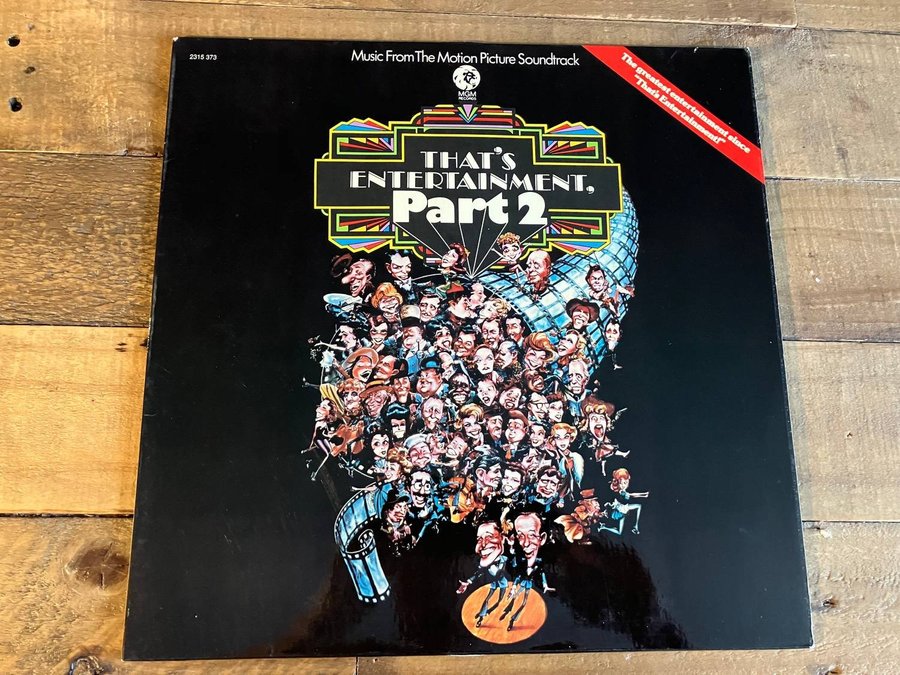 2315 373
Music From The Motion Picture Soundtrack
MGM
RECORDS
The greatest entertainment since
"That's Entertainment!"
THAT'S
ENTERTAINMENT,
Part 2